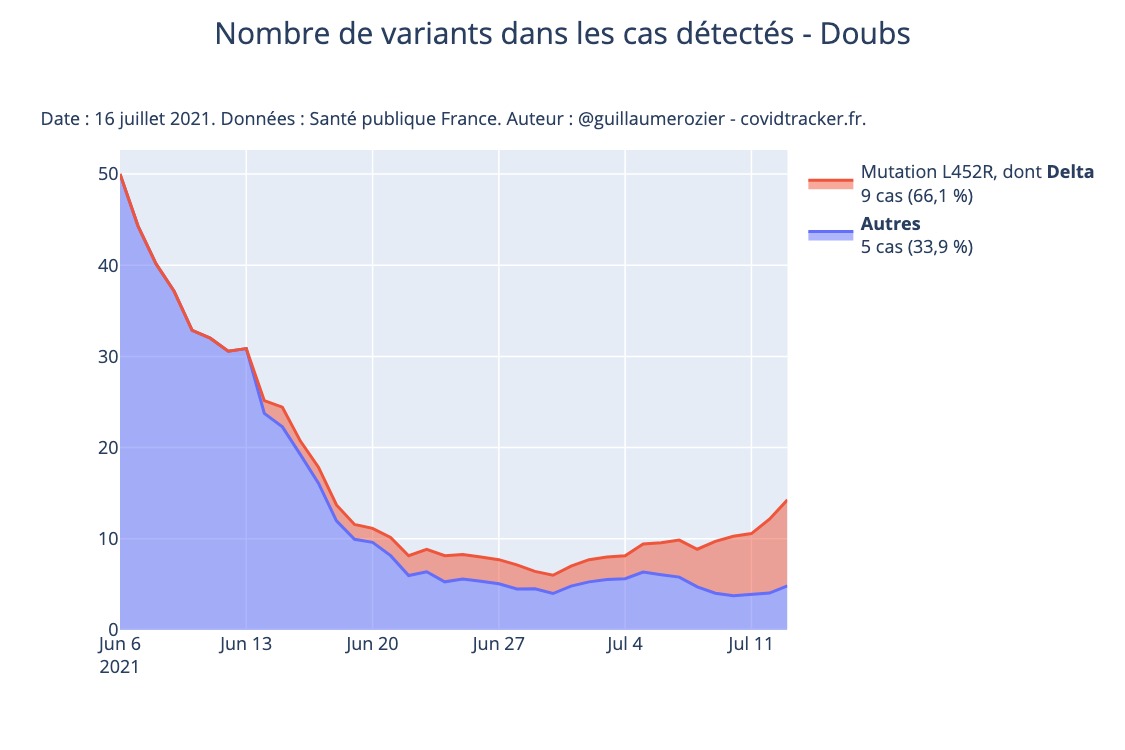 Nombre de variants dans les cas détectés - Doubs
Date : 16 juillet 2021. Données : Santé publique France. Auteur : @guillaumerozier - covidtracker.fr.
50
40
30
20
10
0
Jun 6
2021
Jun 13
Jun 20
Jun 27
Jul 4
Jul 11
Mutation L452R, dont Delta
9 cas (66,1 %)
Autres
5 cas (33,9 %)